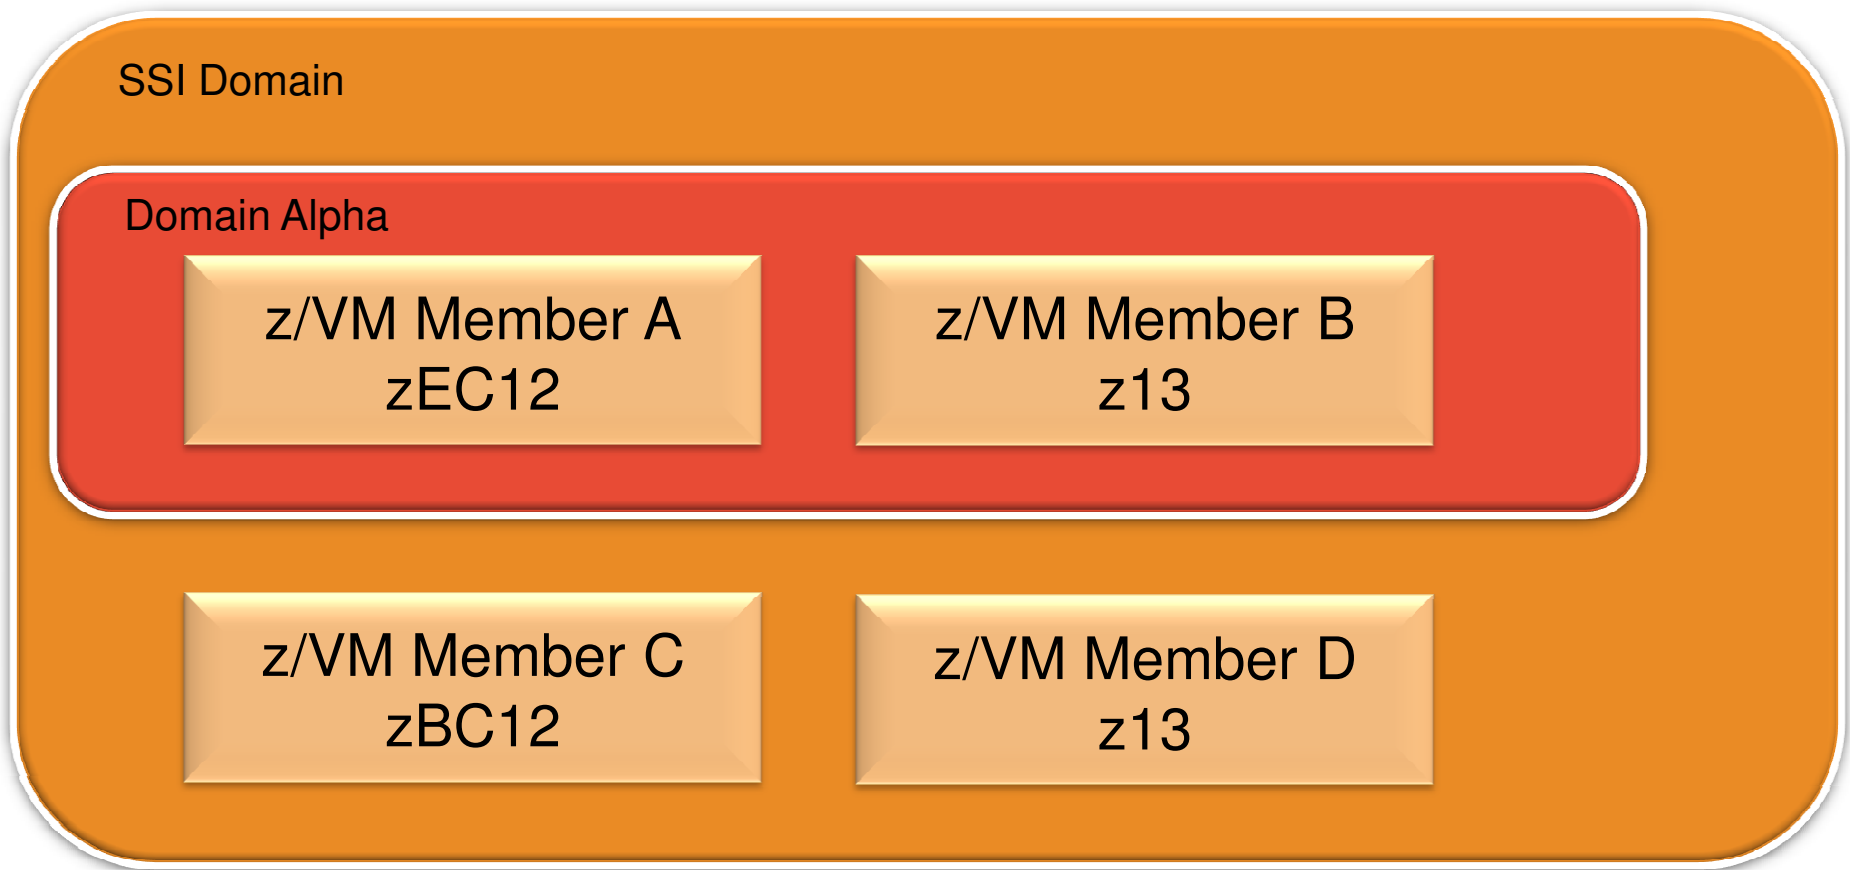 SSI Domain
Domain Alpha
z/VM Member A
zEC12
z/VM Member B
z13
z/VM Member C
zBC12
z/VM Member D
z13